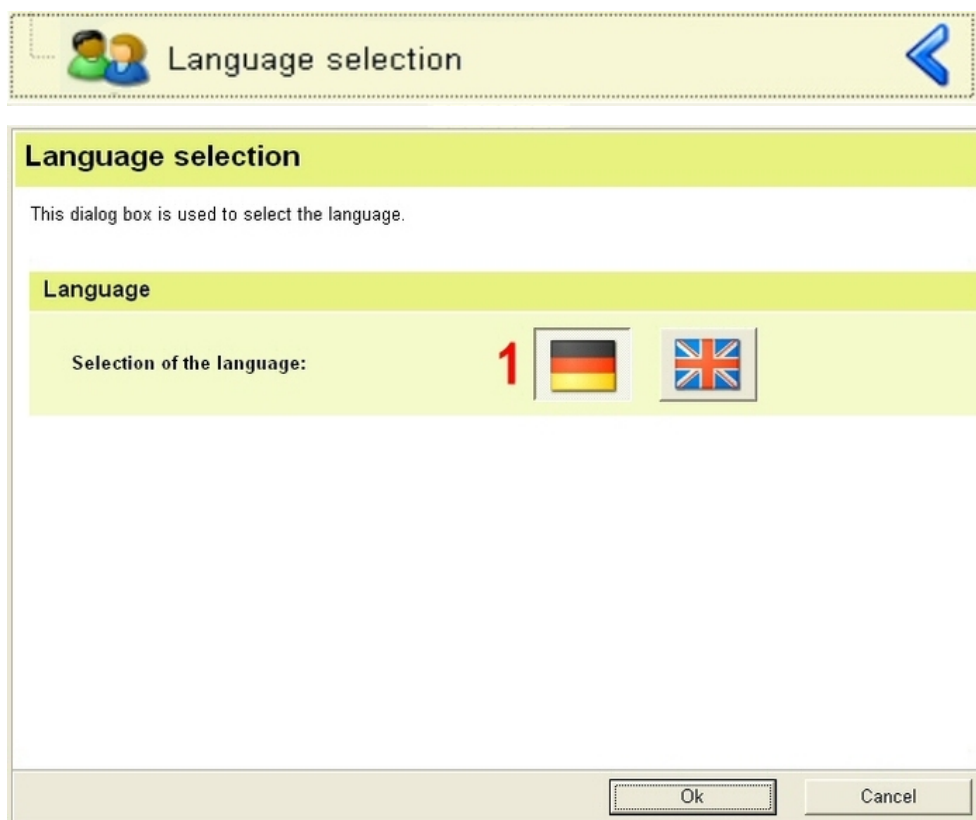 Language selection
Language selection
This dialog box is used to select the language.
Language
Selection of the language:
1
Ok
Cancel